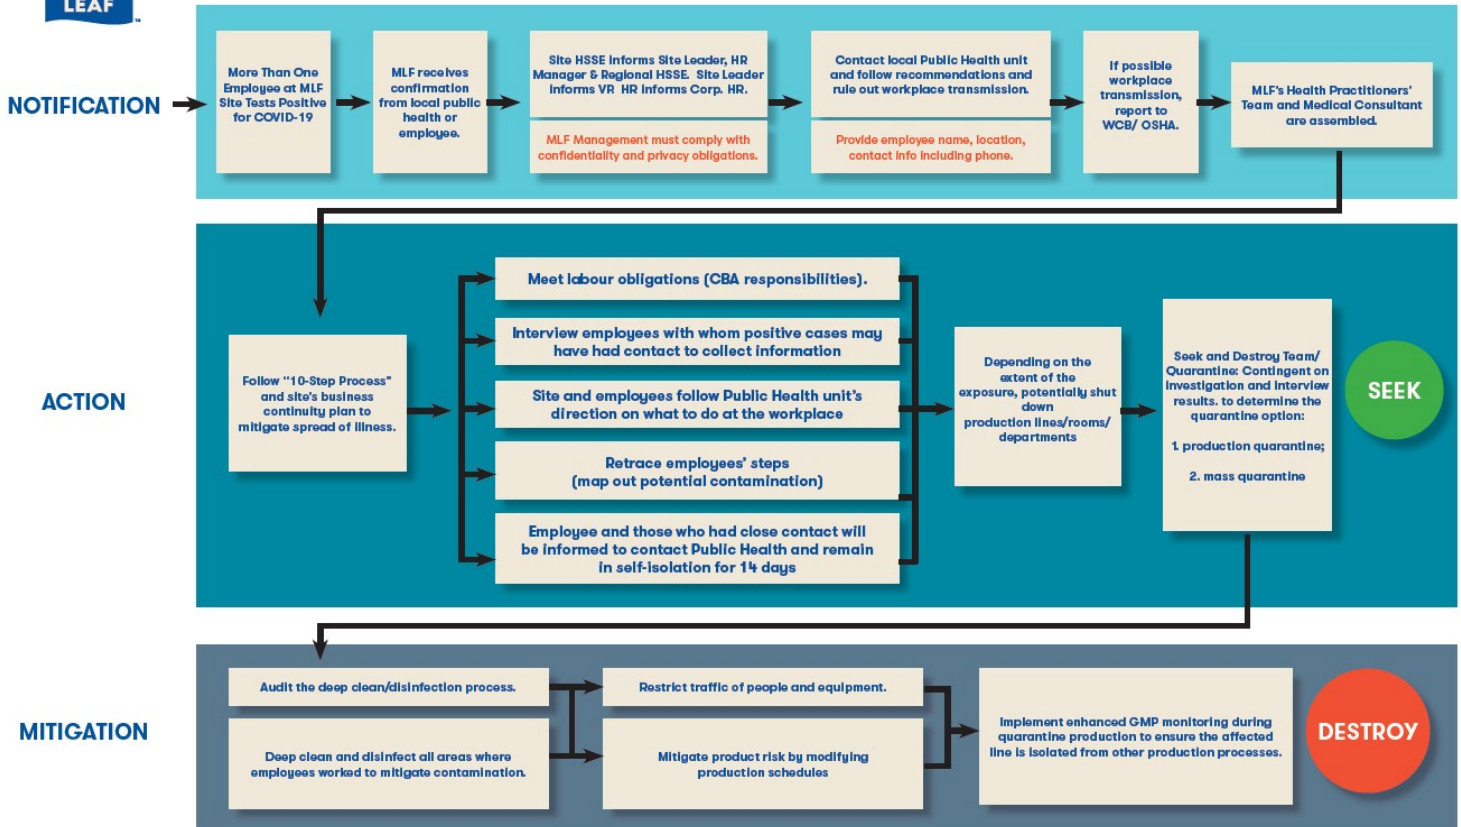 LEAF
NOTIFICATION
More Than One
Employee at MLF
Site Tests Positive
for COVID-19
MLF receives
confirmation
from local public
health or
employee.
Site HSSE informs Site Leader, HR
Manager & Regional HSSE. Site Leader
informs VP. HR informs Corp. HR.
MLF Management must comply with
confidentiality and privacy obligations.
Contact local Public Health unit
and follow recommendations and
rule out workplace transmission.
Provide employee name, location,
contact info including phone.
If possible
workplace
transmission,
report to
WCB/ OSHA.
MLF's Health Practitioners'
Team and Medical Consultant
are assembled.
ACTION
Follow "10-Step Process"
and site's business
continuity plan to
mitigate spread of illness.
Meet labour obligations (CBA responsibilities).
Interview employees with whom positive cases may
have had contact to collect information
Site and employees follow Public Health unit's
direction on what to do at the workplace
Retrace employees' steps
(map out potential contamination)
Employee and those who had close contact will
be informed to contact Public Health and remain
in self-isolation for 14 days
Depending on the
extent of the
exposure, potentially shut
down
production lines/rooms/
departments
Seek and Destroy Team/
Quarantine: Contingent on
investigation and interview
results. to determine the
quarantine option:
1. production quarantine;
2. mass quarantine
SEEK
MITIGATION
Audit the deep clean/disinfection process.
Deep clean and disinfect all areas where
employees worked to mitigate contamination.
Restrict traffic of people and equipment.
Mitigate product risk by modifying
production schedules
Implement enhanced GMP monitoring during
quarantine production to ensure the affected
line is isolated from other production processes.
DESTROY